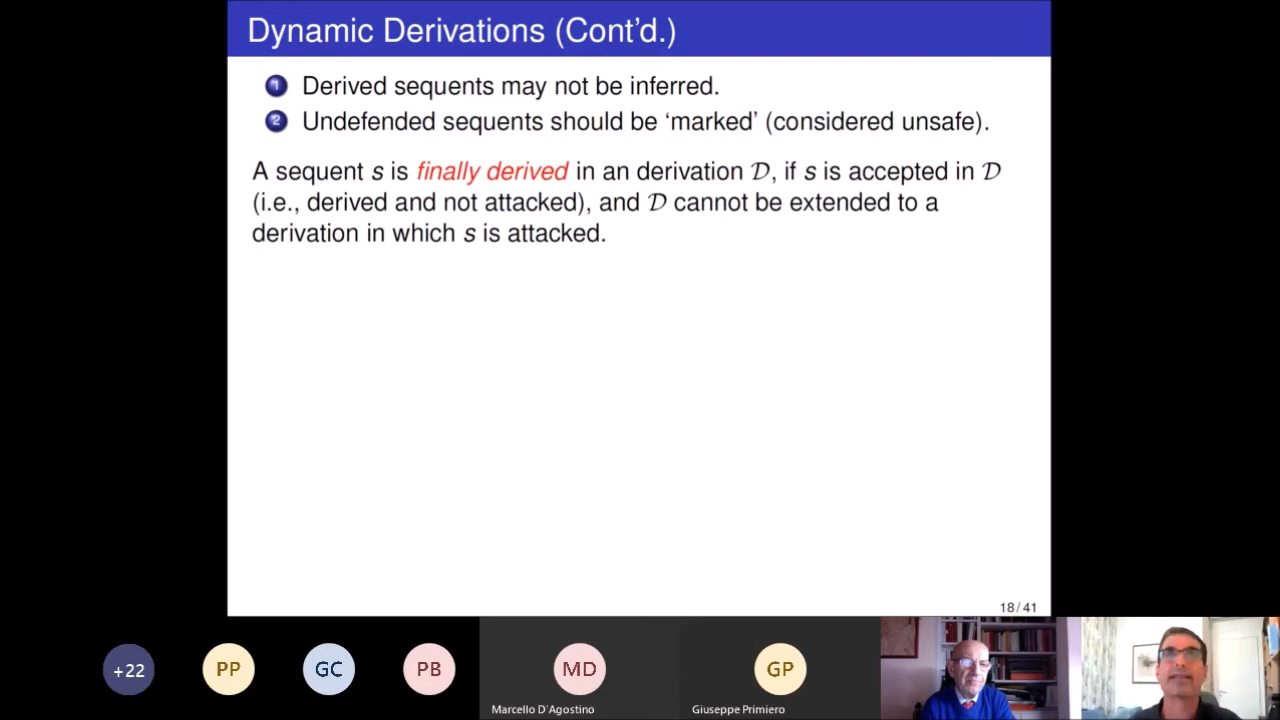 Dynamic Derivations (Cont'd.)
1 Derived sequents may not be inferred.
2 Undefended sequents should be 'marked' (considered unsafe).
A sequent s is finally derived in an derivation 𝒟, if s is accepted in 𝒟
(i.e., derived and not attacked), and 𝒟 cannot be extended to a
derivation in which s is attacked.
18/41
+22
PP
GC
PB
MD
GP
Marcello D'Agostino
Giuseppe Primiero